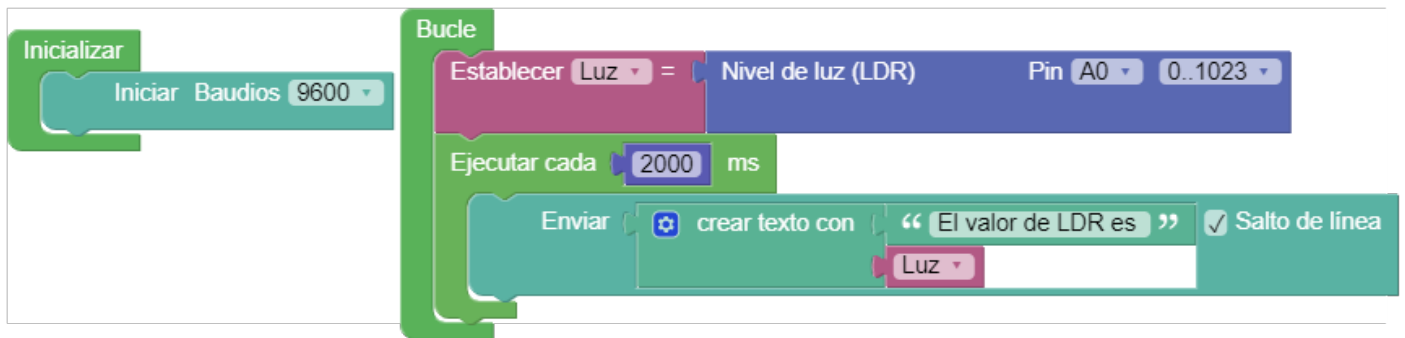 Inicializar
Iniciar Baudios 9600
Bucle
Establecer Luz = Nivel de luz (LDR) Pin A0 0..1023
Ejecutar cada 2000 ms
Enviar crear texto con “ El valor de LDR es ” ✓ Salto de línea
Luz